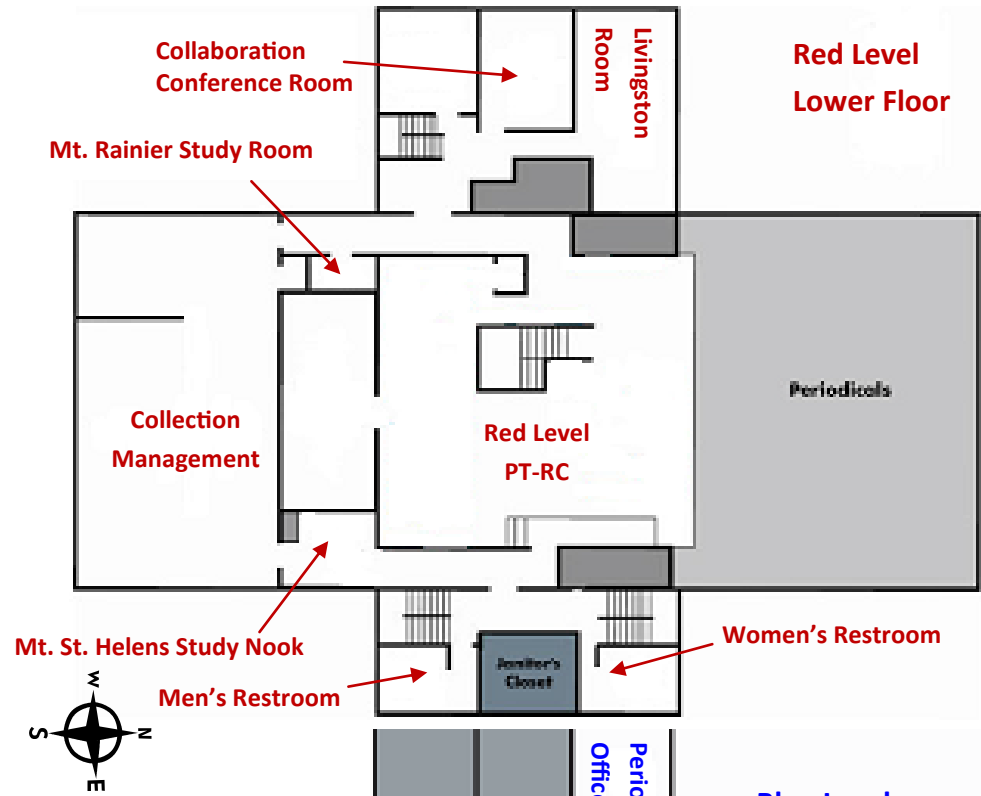 Collaboration
Conference Room
Livingston
Room
Red Level
Lower Floor
Mt. Rainier Study Room
Periodicals
Collection
Management
Red Level
PT-RC
Mt. St. Helens Study Nook
Men’s Restroom
Janitor's
Closet
Women’s Restroom
W
S
N
E